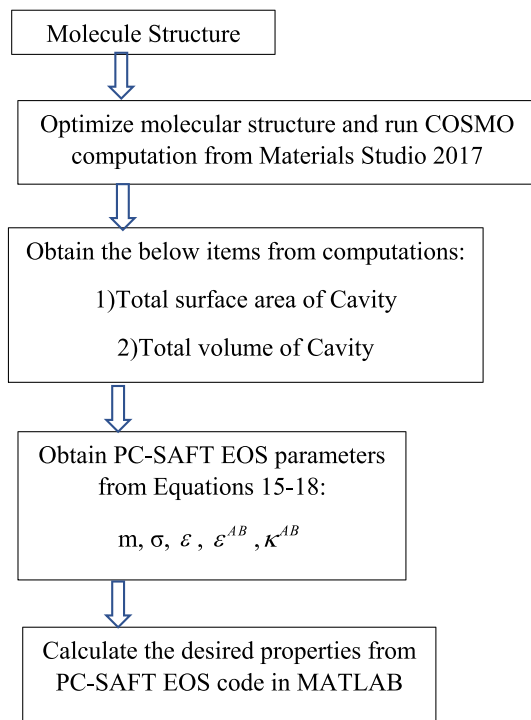 Molecule Structure
Optimize molecular structure and run COSMO
computation from Materials Studio 2017
Obtain the below items from computations:
1)Total surface area of Cavity
2)Total volume of Cavity
Obtain PC-SAFT EOS parameters
from Equations 15-18:
m, σ, ε , ε^{AB} , κ^{AB}
Calculate the desired properties from
PC-SAFT EOS code in MATLAB